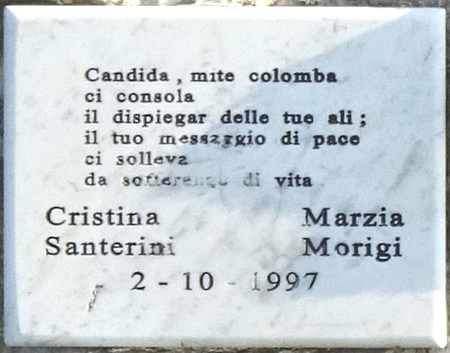 Candida, mite colomba
ci consola
il dispiegar delle tue ali;
il tuo messaggio di pace
ci solleva
da sofferenze di vita
Cristina Marzia
Santerini Morigi
2-10-1997